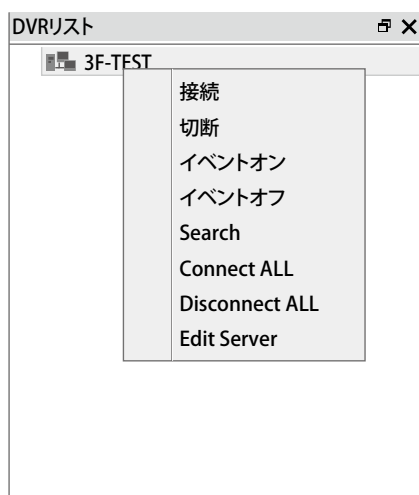 DVRリスト
3F-TEST
接続
切断
イベントオン
イベントオフ
Search
Connect ALL
Disconnect ALL
Edit Server